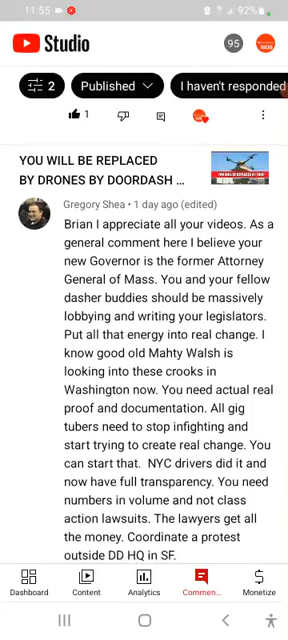 11:55
92%
Studio
95
2
Published
I haven't responded
1
YOU WILL BE REPLACED
BY DRONES BY DOORDASH ...
Gregory Shea • 1 day ago (edited)
Brian I appreciate all your videos. As a
general comment here I believe your
new Governor is the former Attorney
General of Mass. You and your fellow
dasher buddies should be massively
lobbying and writing your legislators.
Put all that energy into real change. I
know good old Mahty Walsh is
looking into these crooks in
Washington now. You need actual real
proof and documentation. All gig
tubers need to stop infighting and
start trying to create real change. You
can start that.  NYC drivers did it and
now have full transparency. You need
numbers in volume and not class
action lawsuits. The lawyers get all
the money. Coordinate a protest
outside DD HQ in SF.
Dashboard
Content
Analytics
Commen...
Monetize